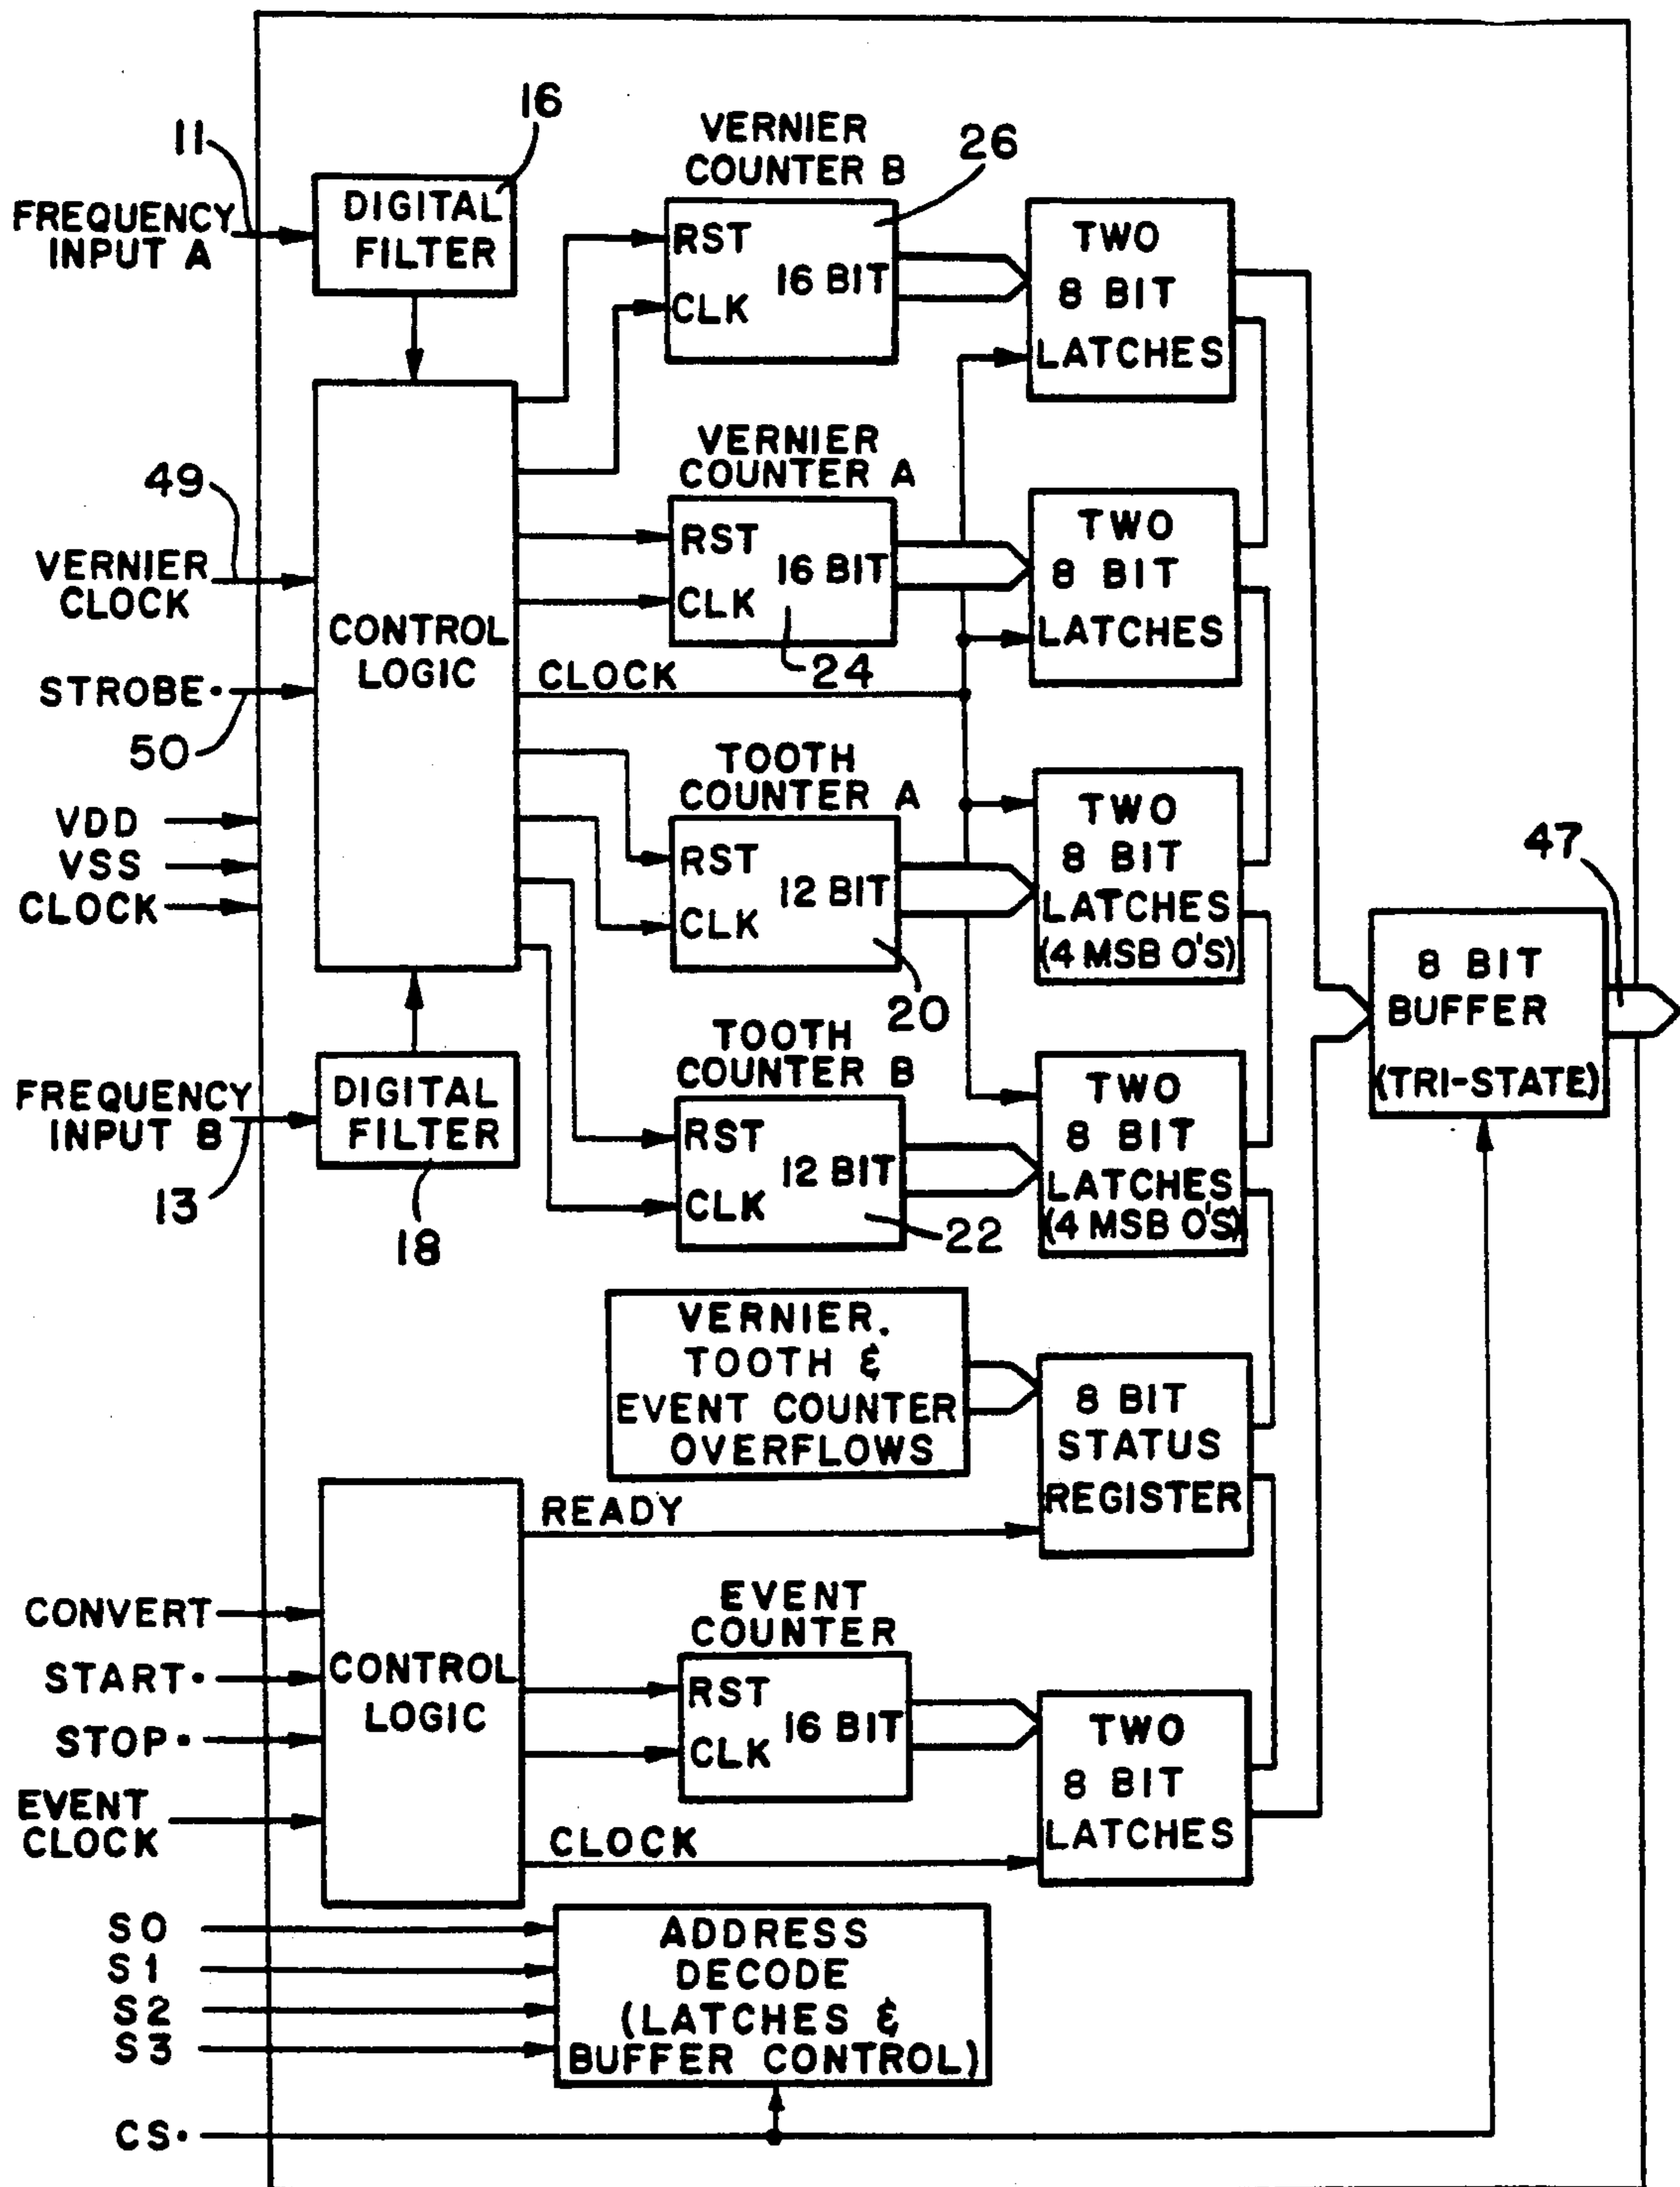 16
11
FREQUENCY
INPUT A
DIGITAL
FILTER
VERNIER
COUNTER B
26
RST
CLK
16 BIT
TWO
8 BIT
LATCHES
49
VERNIER
CLOCK
STROBE•
50
VDD
VSS
CLOCK
CONTROL
LOGIC
VERNIER
COUNTER A
RST
CLK
16 BIT
24
TWO
8 BIT
LATCHES
CLOCK
TOOTH
COUNTER A
RST
CLK
12 BIT
20
TWO
8 BIT
LATCHES
(4 MSB O'S)
47
8 BIT
BUFFER
(TRI-STATE)
FREQUENCY
INPUT B
13
DIGITAL
FILTER
18
TOOTH
COUNTER B
RST
CLK
12 BIT
22
TWO
8 BIT
LATCHES
(4 MSB O'S)
VERNIER.
TOOTH &
EVENT COUNTER
OVERFLOWS
8 BIT
STATUS
REGISTER
READY
CONVERT
START•
STOP•
EVENT
CLOCK
CONTROL
LOGIC
EVENT
COUNTER
RST
CLK
16 BIT
TWO
8 BIT
LATCHES
CLOCK
S0
S1
S2
S3
ADDRESS
DECODE
(LATCHES &
BUFFER CONTROL)
CS•